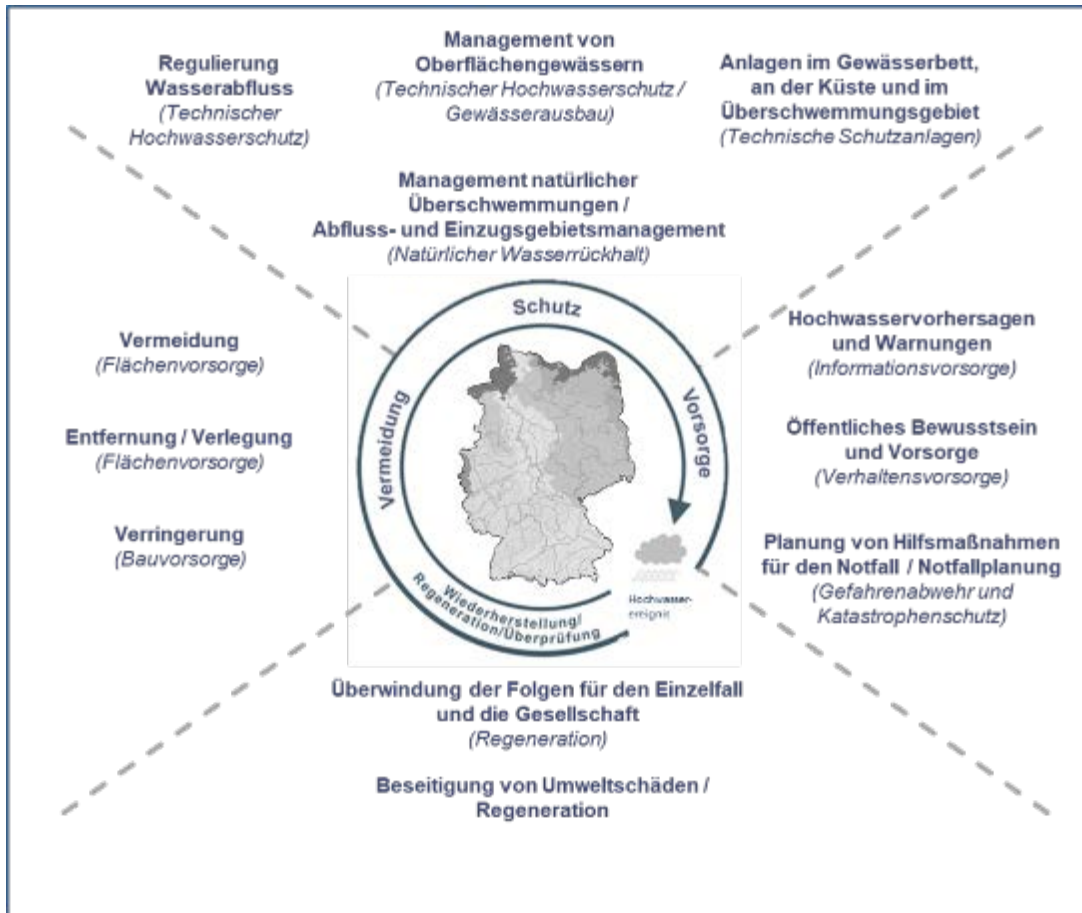 Regulierung
Wasserabfluss
(Technischer
Hochwasserschutz)
Management von
Oberflächengewässern
(Technischer Hochwasserschutz /
Gewässerausbau)
Anlagen im Gewässerbett,
an der Küste und im
Überschwemmungsgebiet
(Technische Schutzanlagen)
Management natürlicher
Überschwemmungen /
Abfluss- und Einzugsgebietsmanagement
(Natürlicher Wasserrückhalt)
Vermeidung
(Flächenvorsorge)
Entfernung / Verlegung
(Flächenvorsorge)
Verringerung
(Bauvorsorge)
Schutz
Vermeidung
Vorsorge
Wiederherstellung/
Regeneration/Überprüfung
Hochwasser-
ereignis
Hochwasservorhersagen
und Warnungen
(Informationsvorsorge)
Öffentliches Bewusstsein
und Vorsorge
(Verhaltensvorsorge)
Planung von Hilfsmaßnahmen
für den Notfall / Notfallplanung
(Gefahrenabwehr und
Katastrophenschutz)
Überwindung der Folgen für den Einzelfall
und die Gesellschaft
(Regeneration)
Beseitigung von Umweltschäden /
Regeneration